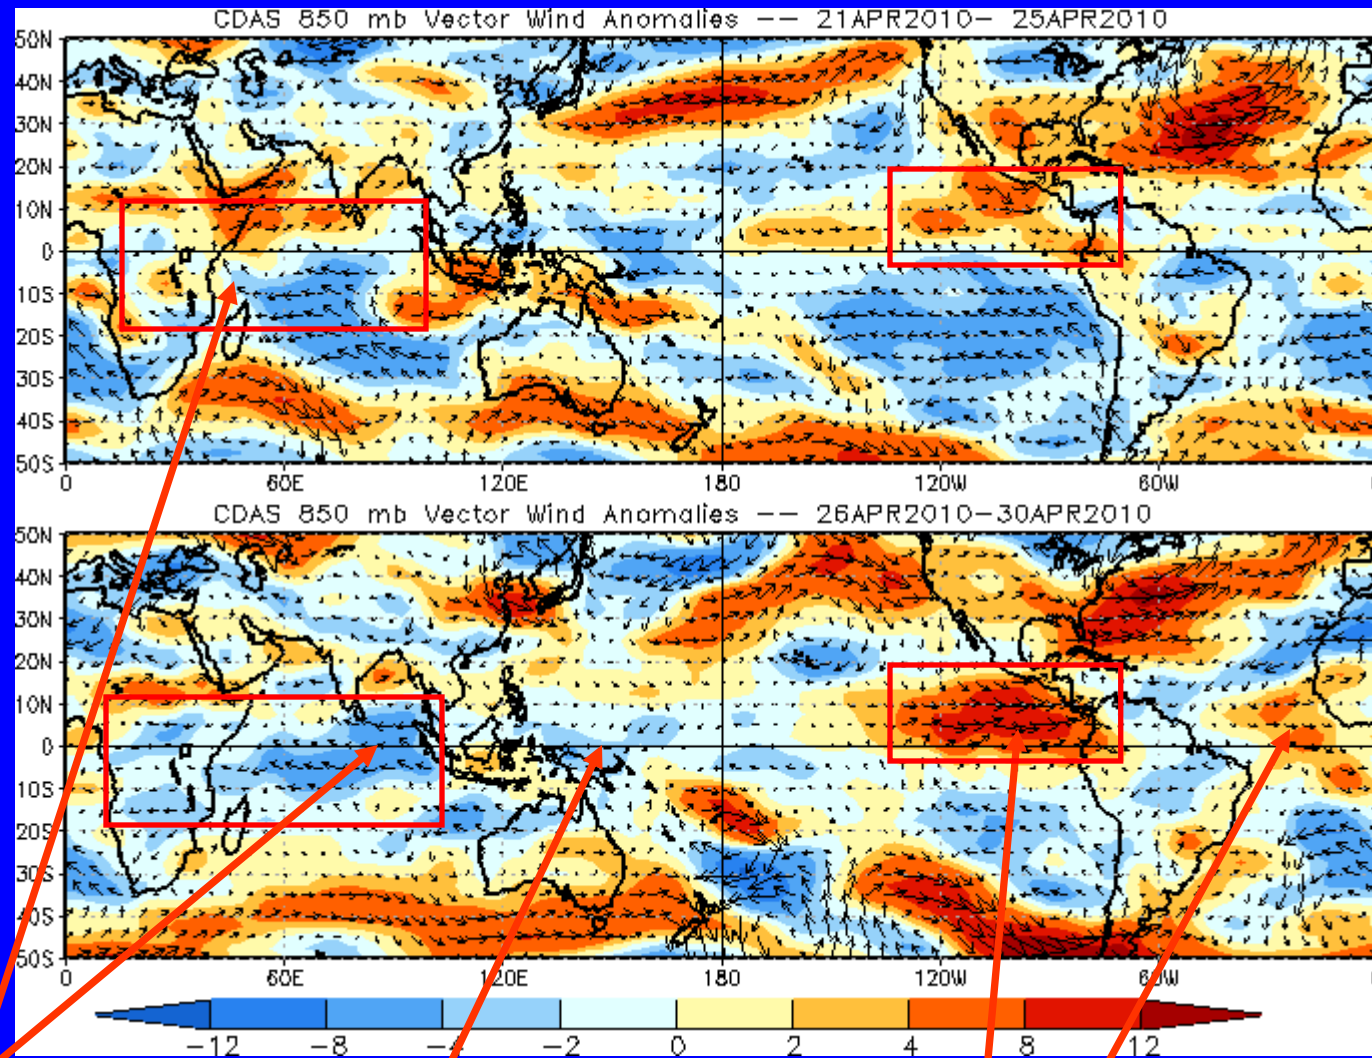 CDAS 850 mb Vector Wind Anomalies -- 21APR2010- 25APR2010
50N
40N
30N
20N
10N
0
10S
20S
30S
40S
50S
0 60E 120E 180 120W 60W
CDAS 850 mb Vector Wind Anomalies -- 26APR2010-30APR2010
50N
40N
30N
20N
10N
0
10S
20S
30S
40S
50S
0 60E 120E 180 120W 60W
-12 -8 -4 -2 0 2 4 8 12